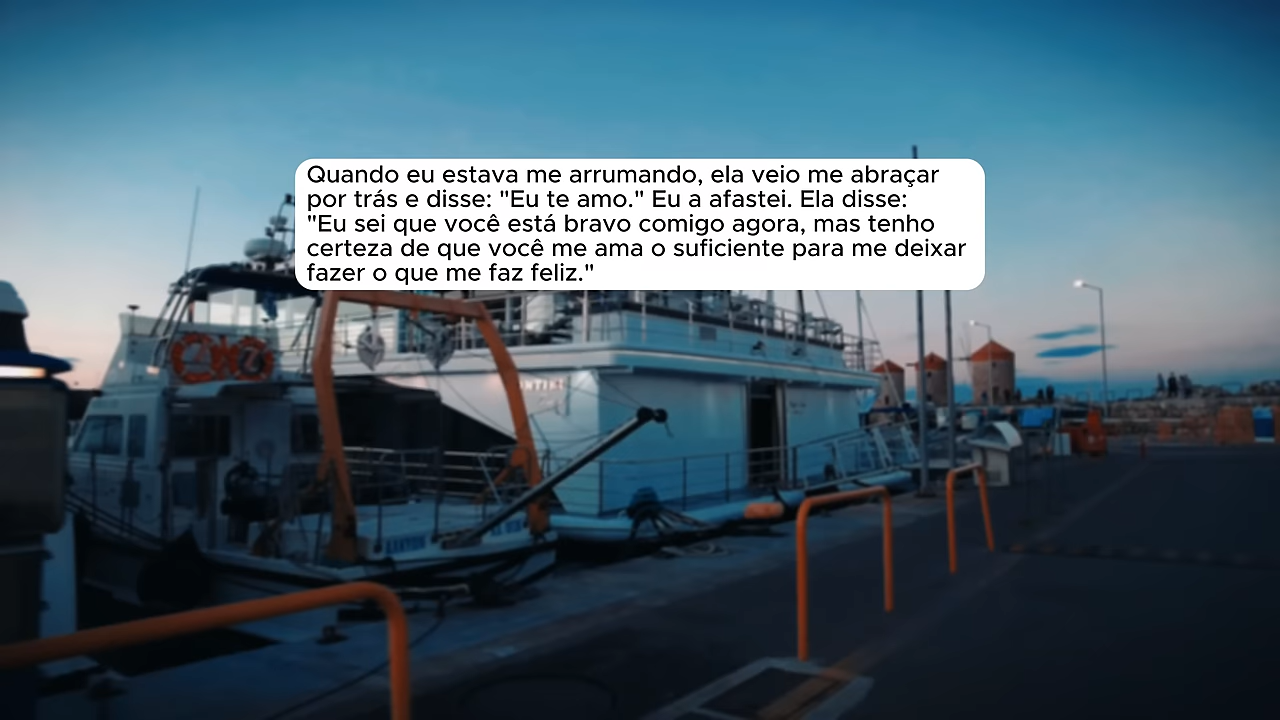 Quando eu estava me arrumando, ela veio me abraçar
por trás e disse: "Eu te amo." Eu a afastei. Ela disse:
"Eu sei que você está bravo comigo agora, mas tenho
certeza de que você me ama o suficiente para me deixar
fazer o que me faz feliz."